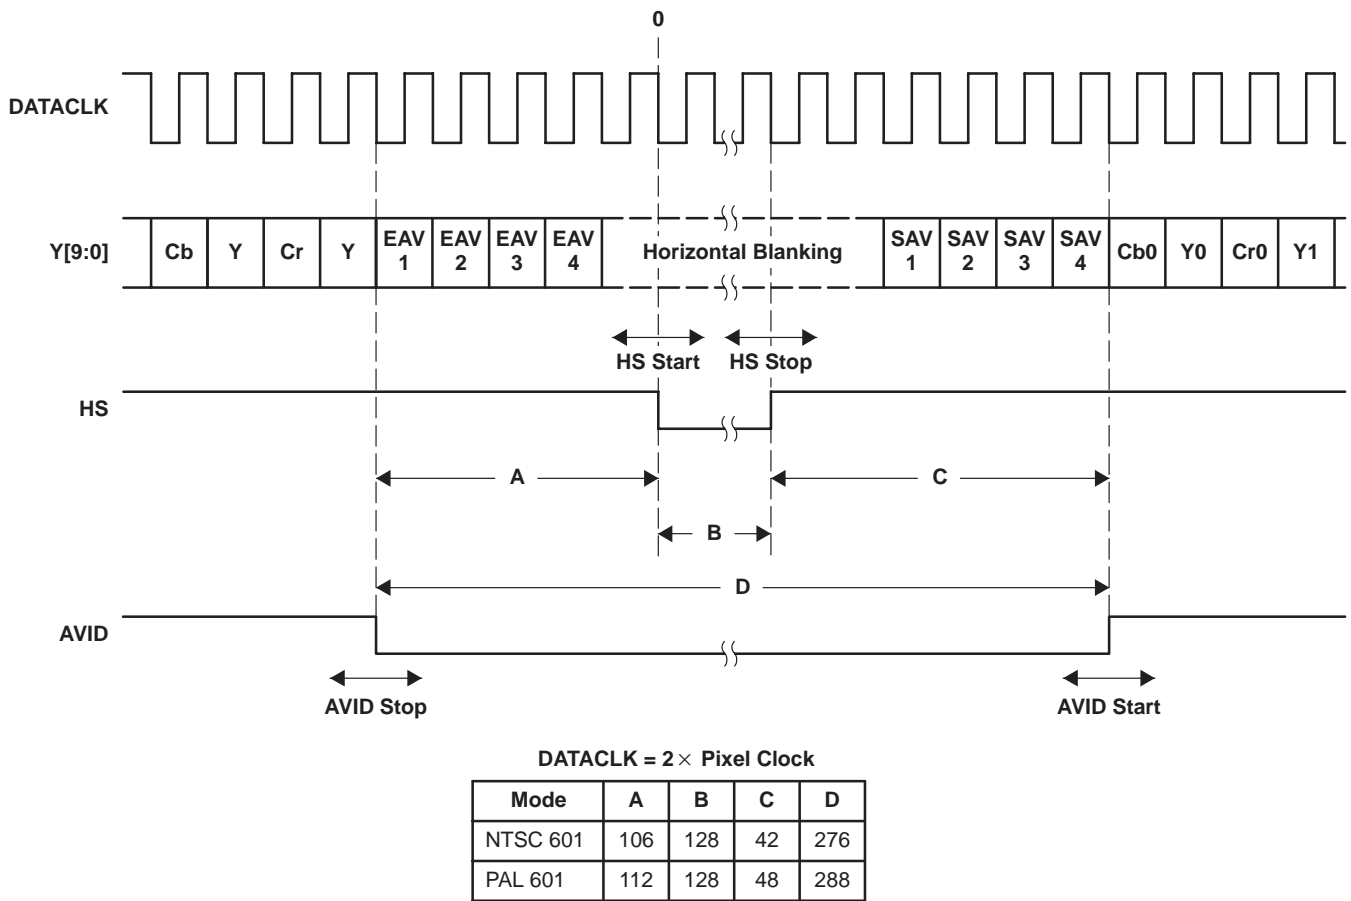 0
DATACLK
Y[9:0]
Cb Y Cr Y EAV 1 EAV 2 EAV 3 EAV 4 Horizontal Blanking SAV 1 SAV 2 SAV 3 SAV 4 Cb0 Y0 Cr0 Y1
HS Start HS Stop
HS
A C
B
D
AVID
AVID Stop AVID Start
DATACLK = 2× Pixel Clock
Mode A B C D
NTSC 601 106 128 42 276
PAL 601 112 128 48 288